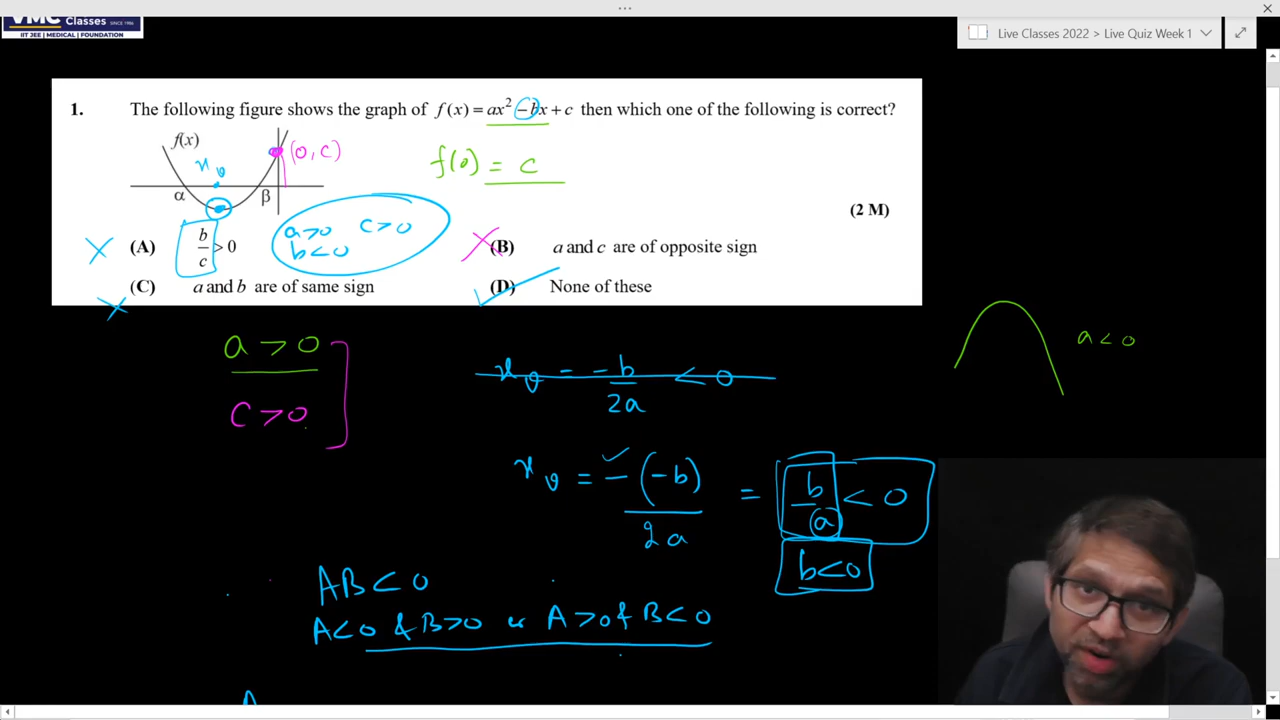 VMC Classes SINCE 1986
IIT JEE | MEDICAL | FOUNDATION
Live Classes 2022 > Live Quiz Week 1
1. The following figure shows the graph of f(x) = ax² − bx + c then which one of the following is correct?
f(x)
x_v
(0, c)
f(0) = c
α
β
(2 M)
a>0 c>0
b<0
(A) b/c > 0
(B) a and c are of opposite sign
(C) a and b are of same sign
(D) None of these
a > 0
c > 0
a < 0
x_v = -b/2a < 0
x_v = -(-b)/2a = b/a < 0
b<0
AB < 0
A<0 & B>0 or A>0 & B<0